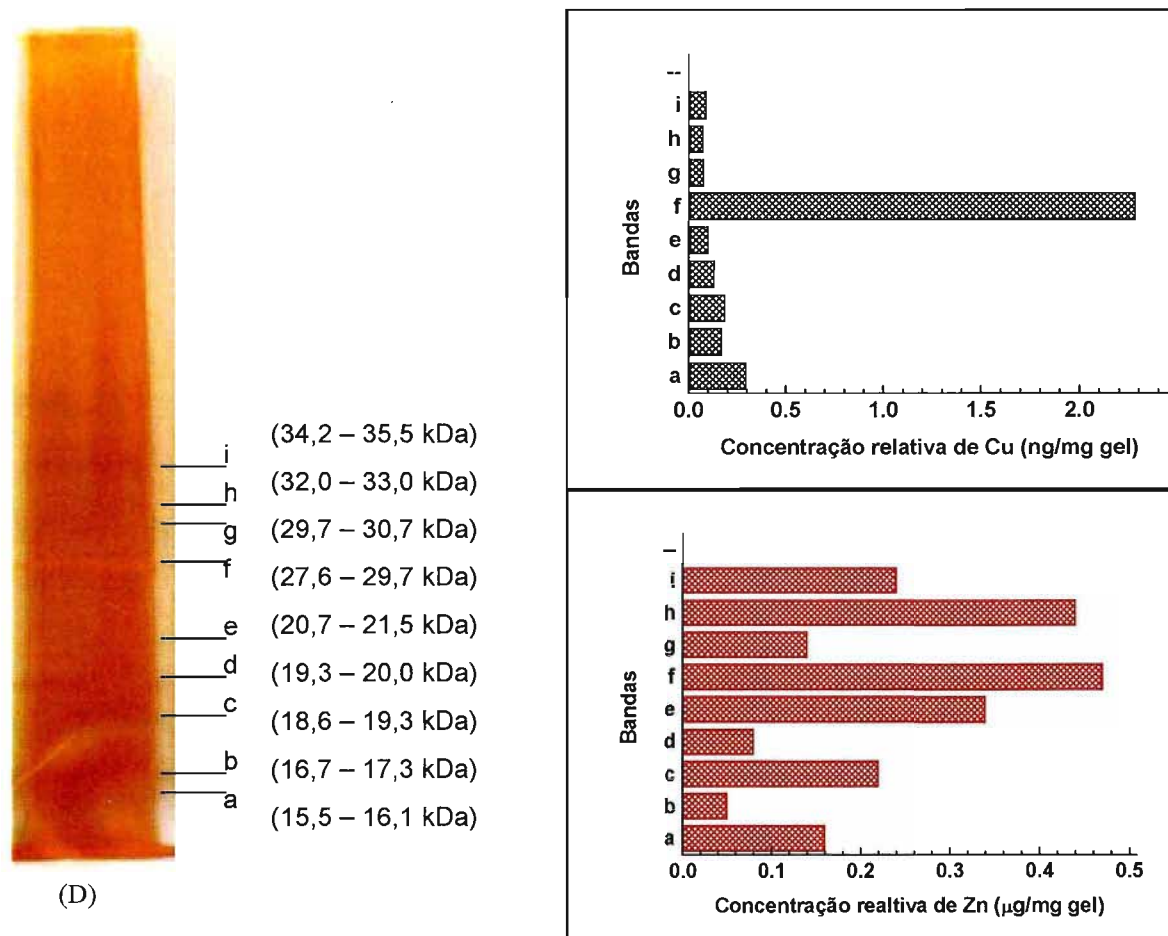 i
(34,2 – 35,5 kDa)
h
(32,0 – 33,0 kDa)
g
(29,7 – 30,7 kDa)
f
(27,6 – 29,7 kDa)
e
(20,7 – 21,5 kDa)
d
(19,3 – 20,0 kDa)
c
(18,6 – 19,3 kDa)
b
(16,7 – 17,3 kDa)
a
(15,5 – 16,1 kDa)
(D)
Bandas
--
i
h
g
f
e
d
c
b
a
0.0 0.5 1.0 1.5 2.0
Concentração relativa de Cu (ng/mg gel)
Bandas
–
i
h
g
f
e
d
c
b
a
0.0 0.1 0.2 0.3 0.4 0.5
Concentração realtiva de Zn (µg/mg gel)